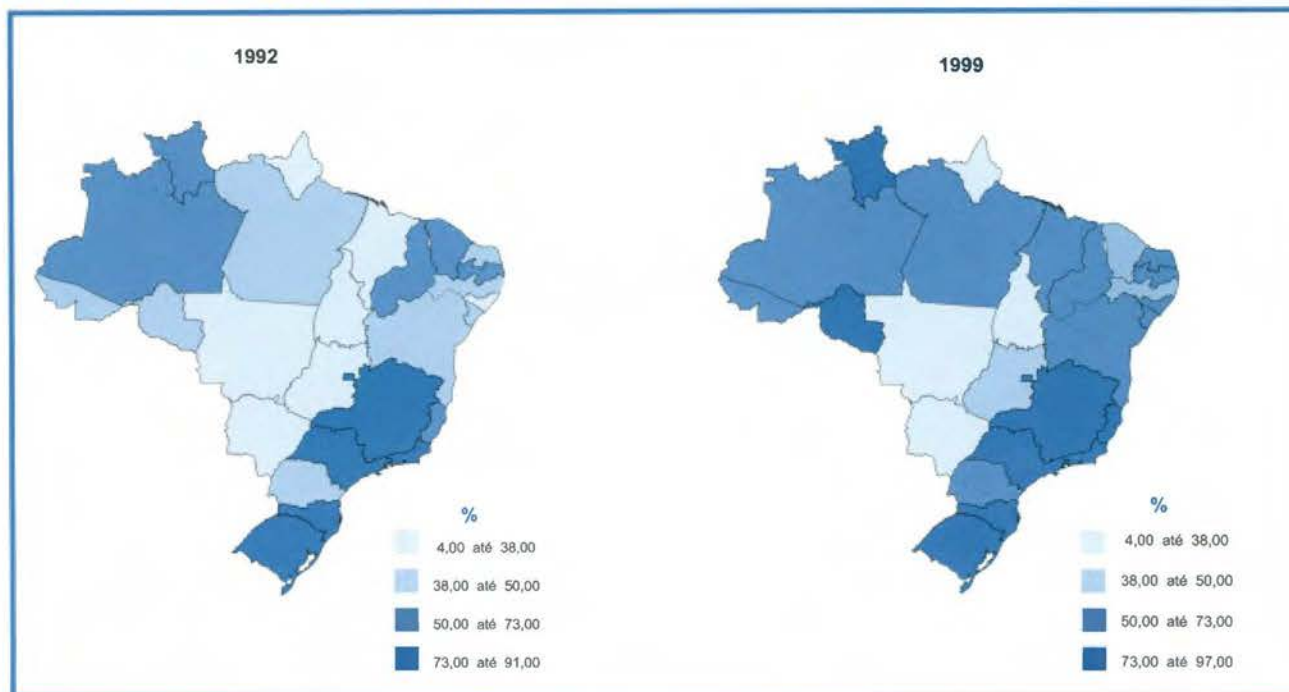 1992
%
4,00 até 38,00
38,00 até 50,00
50,00 até 73,00
73,00 até 91,00
1999
%
4,00 até 38,00
38,00 até 50,00
50,00 até 73,00
73,00 até 97,00